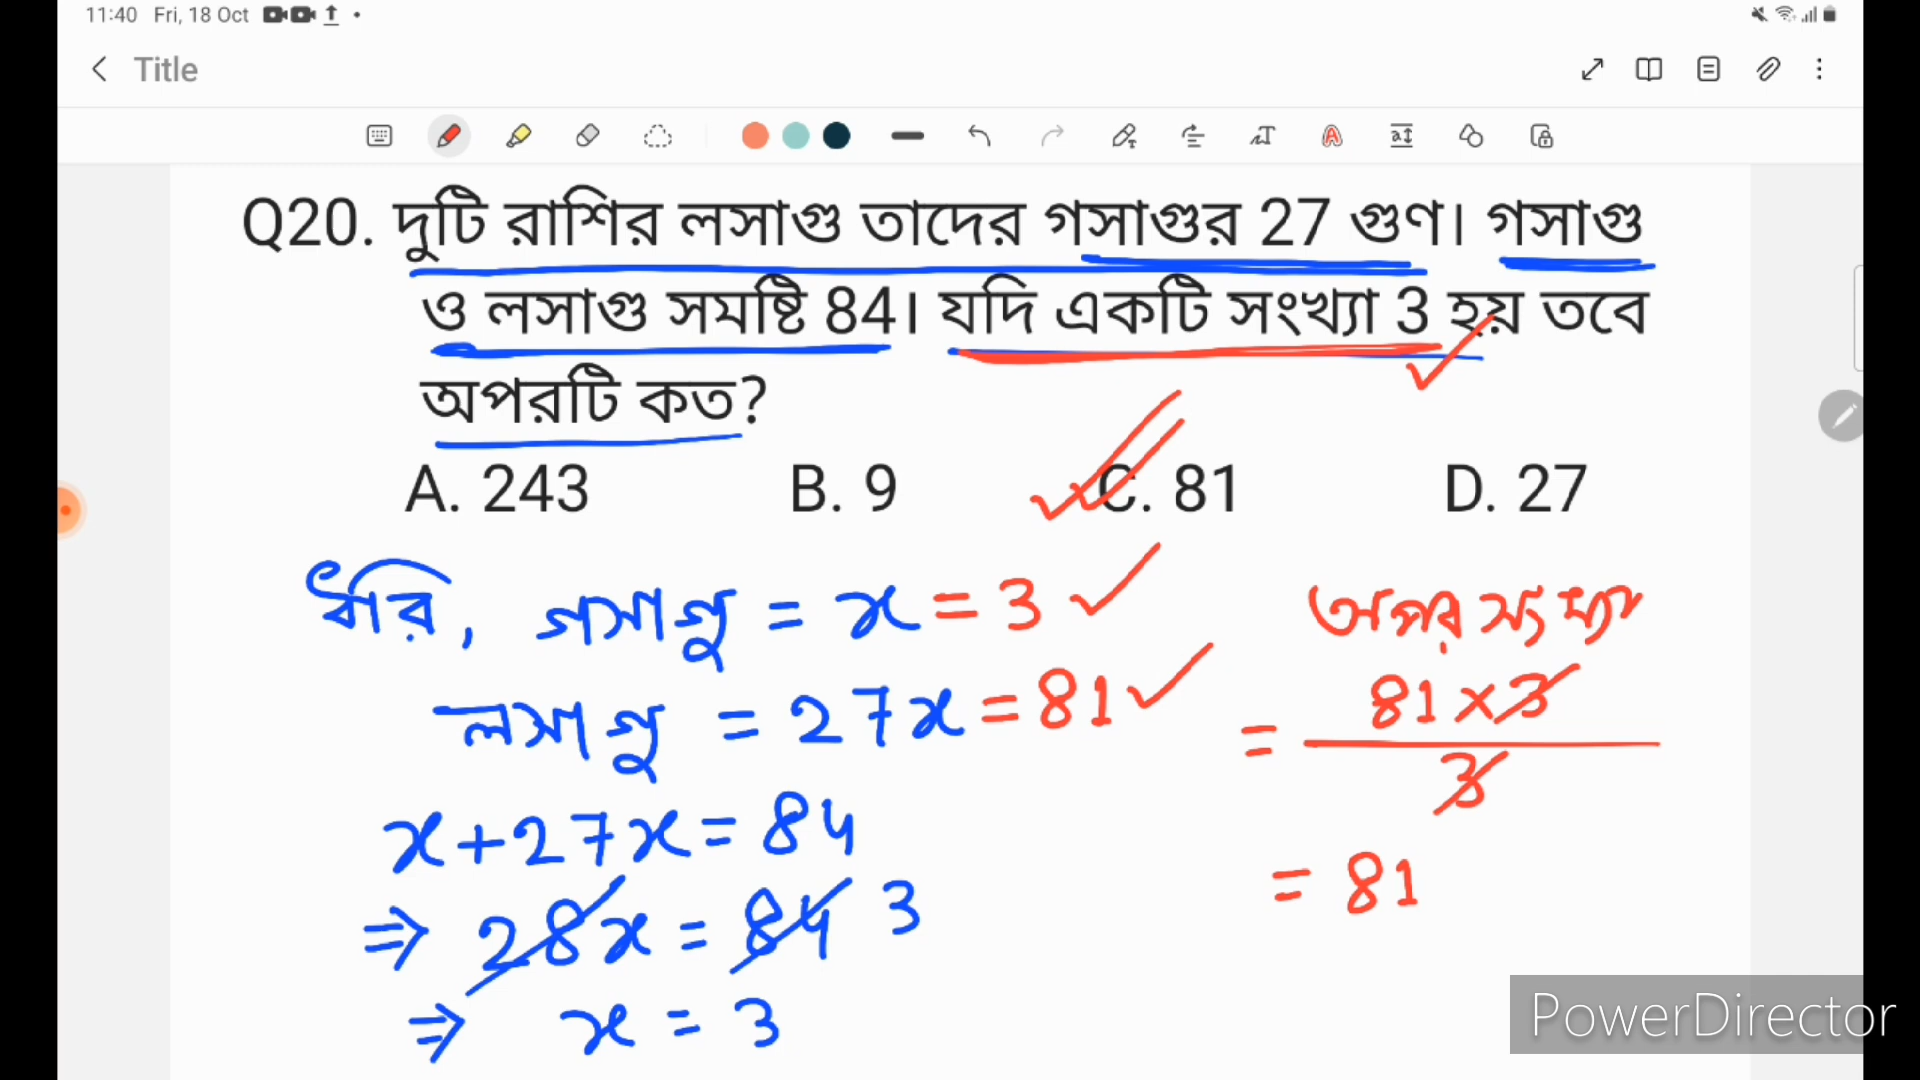 11:40 Fri, 18 Oct
Title
Q20. দুটি রাশির লসাগু তাদের গসাগুর 27 গুণ। গসাগু
ও লসাগু সমষ্টি 84। যদি একটি সংখ্যা 3 হয় তবে
অপরটি কত?
A. 243 B. 9 C. 81 D. 27
ধরি, গসাগু = x = 3
লসাগু = 27x = 81
x + 27x = 84
⇒ 28x = 84 3
⇒ x = 3
অপর সংখ্যা
= 81 × 3
3
= 81
PowerDirector